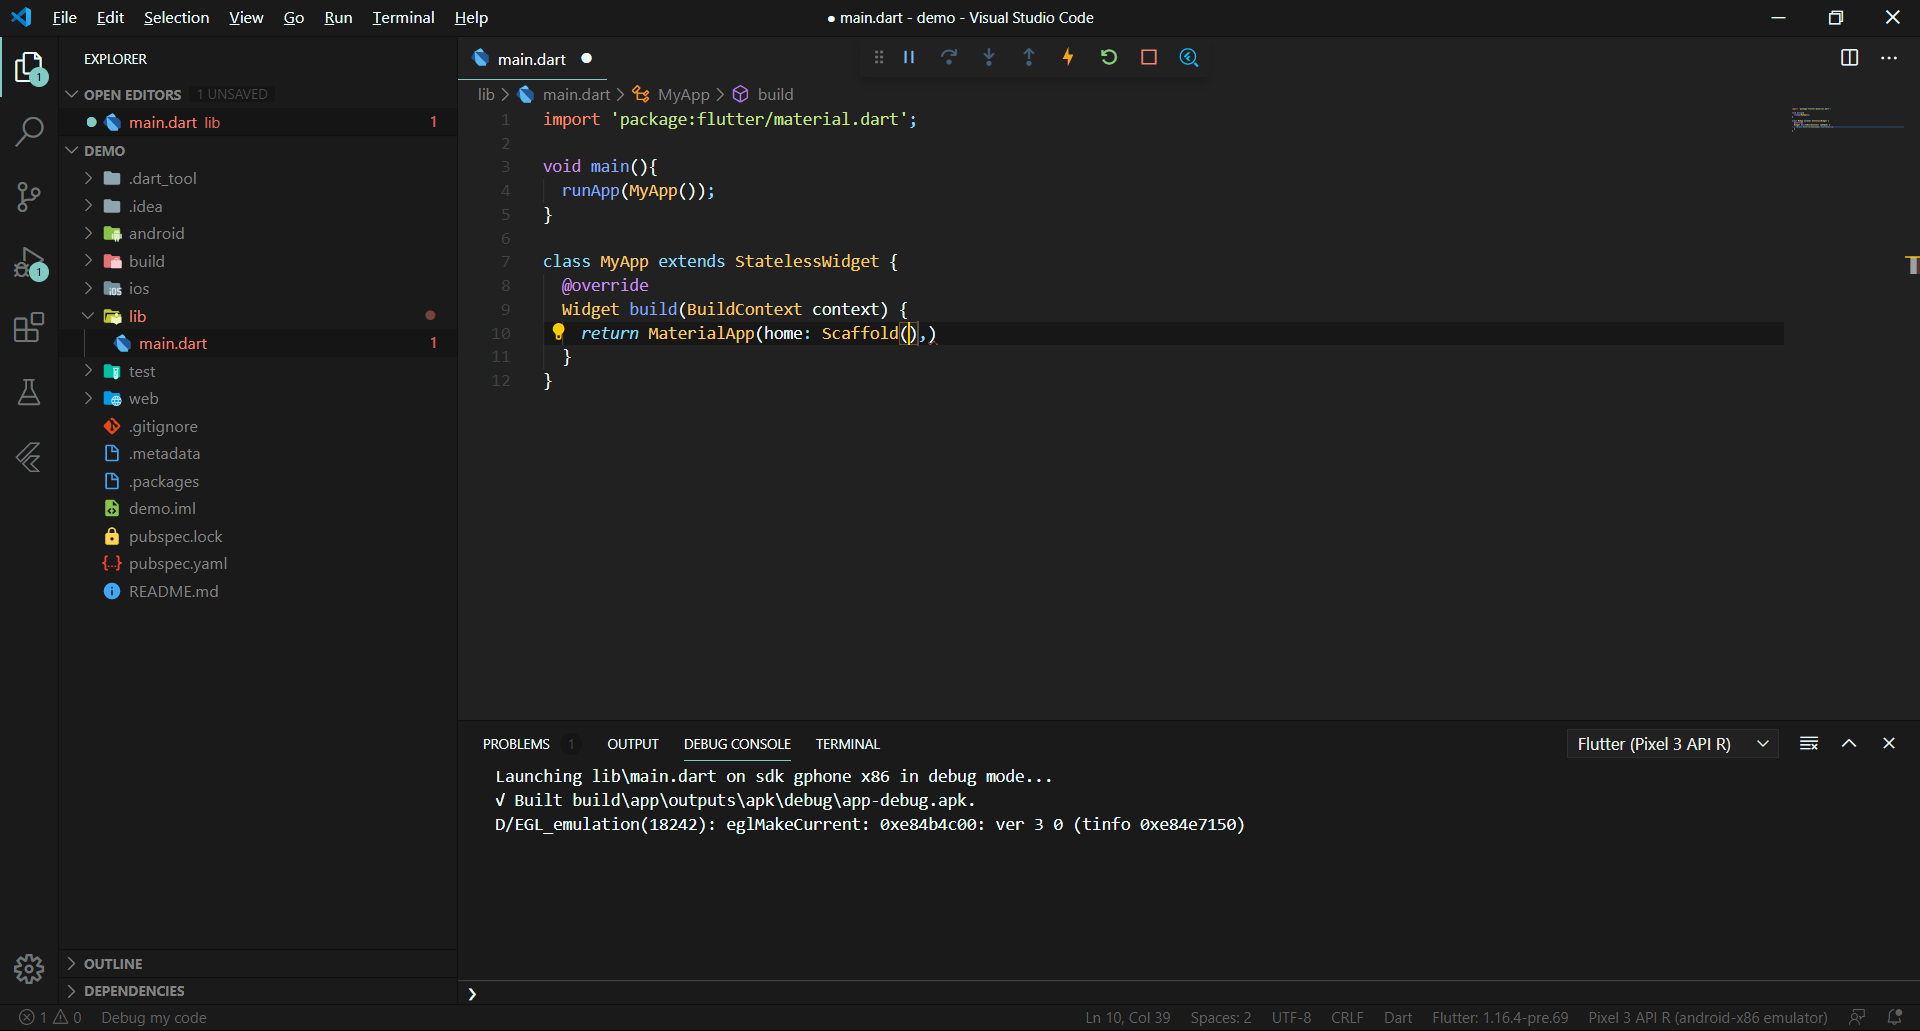 File Edit Selection View Go Run Terminal Help
● main.dart - demo - Visual Studio Code
EXPLORER
OPEN EDITORS 1 UNSAVED
main.dart lib 1
DEMO
.dart_tool
.idea
android
build
ios
lib
main.dart 1
test
web
.gitignore
.metadata
.packages
demo.iml
pubspec.lock
pubspec.yaml
README.md
OUTLINE
DEPENDENCIES
1
1
main.dart
lib > main.dart > MyApp > build
1 import 'package:flutter/material.dart';
2
3 void main(){
4 runApp(MyApp());
5 }
6
7 class MyApp extends StatelessWidget {
8 @override
9 Widget build(BuildContext context) {
10 return MaterialApp(home: Scaffold(),)
11 }
12 }
PROBLEMS 1 OUTPUT DEBUG CONSOLE TERMINAL
Flutter (Pixel 3 API R)
Launching lib\main.dart on sdk gphone x86 in debug mode...
√ Built build\app\outputs\apk\debug\app-debug.apk.
D/EGL_emulation(18242): eglMakeCurrent: 0xe84b4c00: ver 3 0 (tinfo 0xe84e7150)
1 0 Debug my code
Ln 10, Col 39 Spaces: 2 UTF-8 CRLF Dart Flutter: 1.16.4-pre.69 Pixel 3 API R (android-x86 emulator)